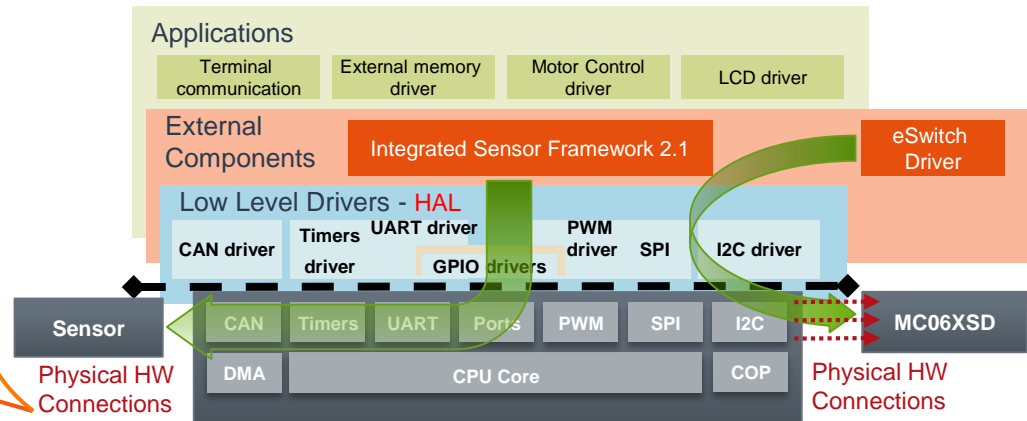 Applications
Terminal
communication
External memory
driver
Motor Control
driver
LCD driver
External
Components
Integrated Sensor Framework 2.1
eSwitch
Driver
Low Level Drivers - HAL
CAN driver
Timers
driver
UART driver
GPIO drivers
PWM
driver
SPI
I2C driver
Sensor
CAN
Timers
UART
Ports
PWM
SPI
I2C
MC06XSD
DMA
CPU Core
COP
Physical HW
Connections
Physical HW
Connections